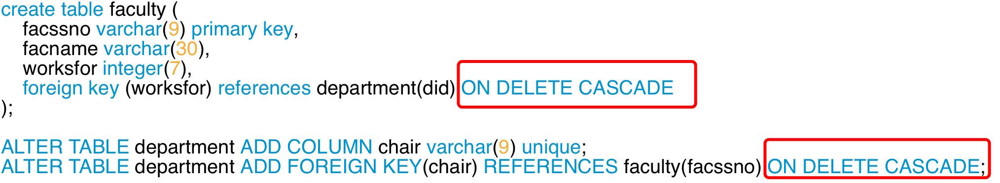 create table faculty (
facssno varchar(9) primary key,
facname varchar(30),
worksfor integer(7),
foreign key (worksfor) references department(did) ON DELETE CASCADE
);
ALTER TABLE department ADD COLUMN chair varchar(9) unique;
ALTER TABLE department ADD FOREIGN KEY(chair) REFERENCES faculty(facssno) ON DELETE CASCADE;